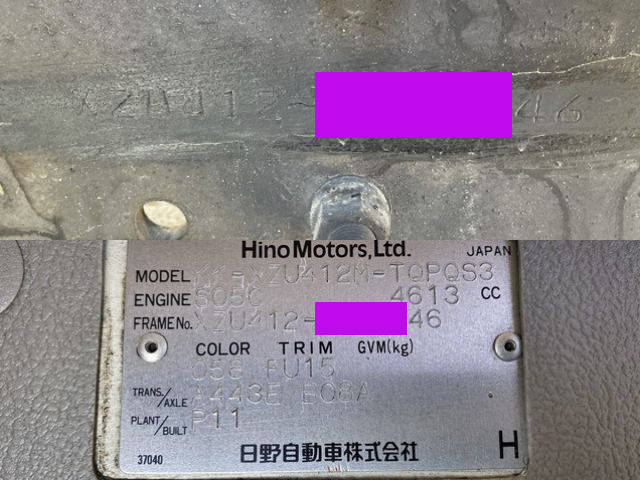 XZU412-
46
Hino Motors, Ltd. JAPAN
MODEL -XZU412M-TQPQS3
ENGINE S05C 4613 CC
FRAME No. XZU412- 46
COLOR TRIM GVM(kg)
058 FU15
TRANS./AXLE A443E B08A
PLANT/BUILT P11
37040 日野自動車株式会社 H